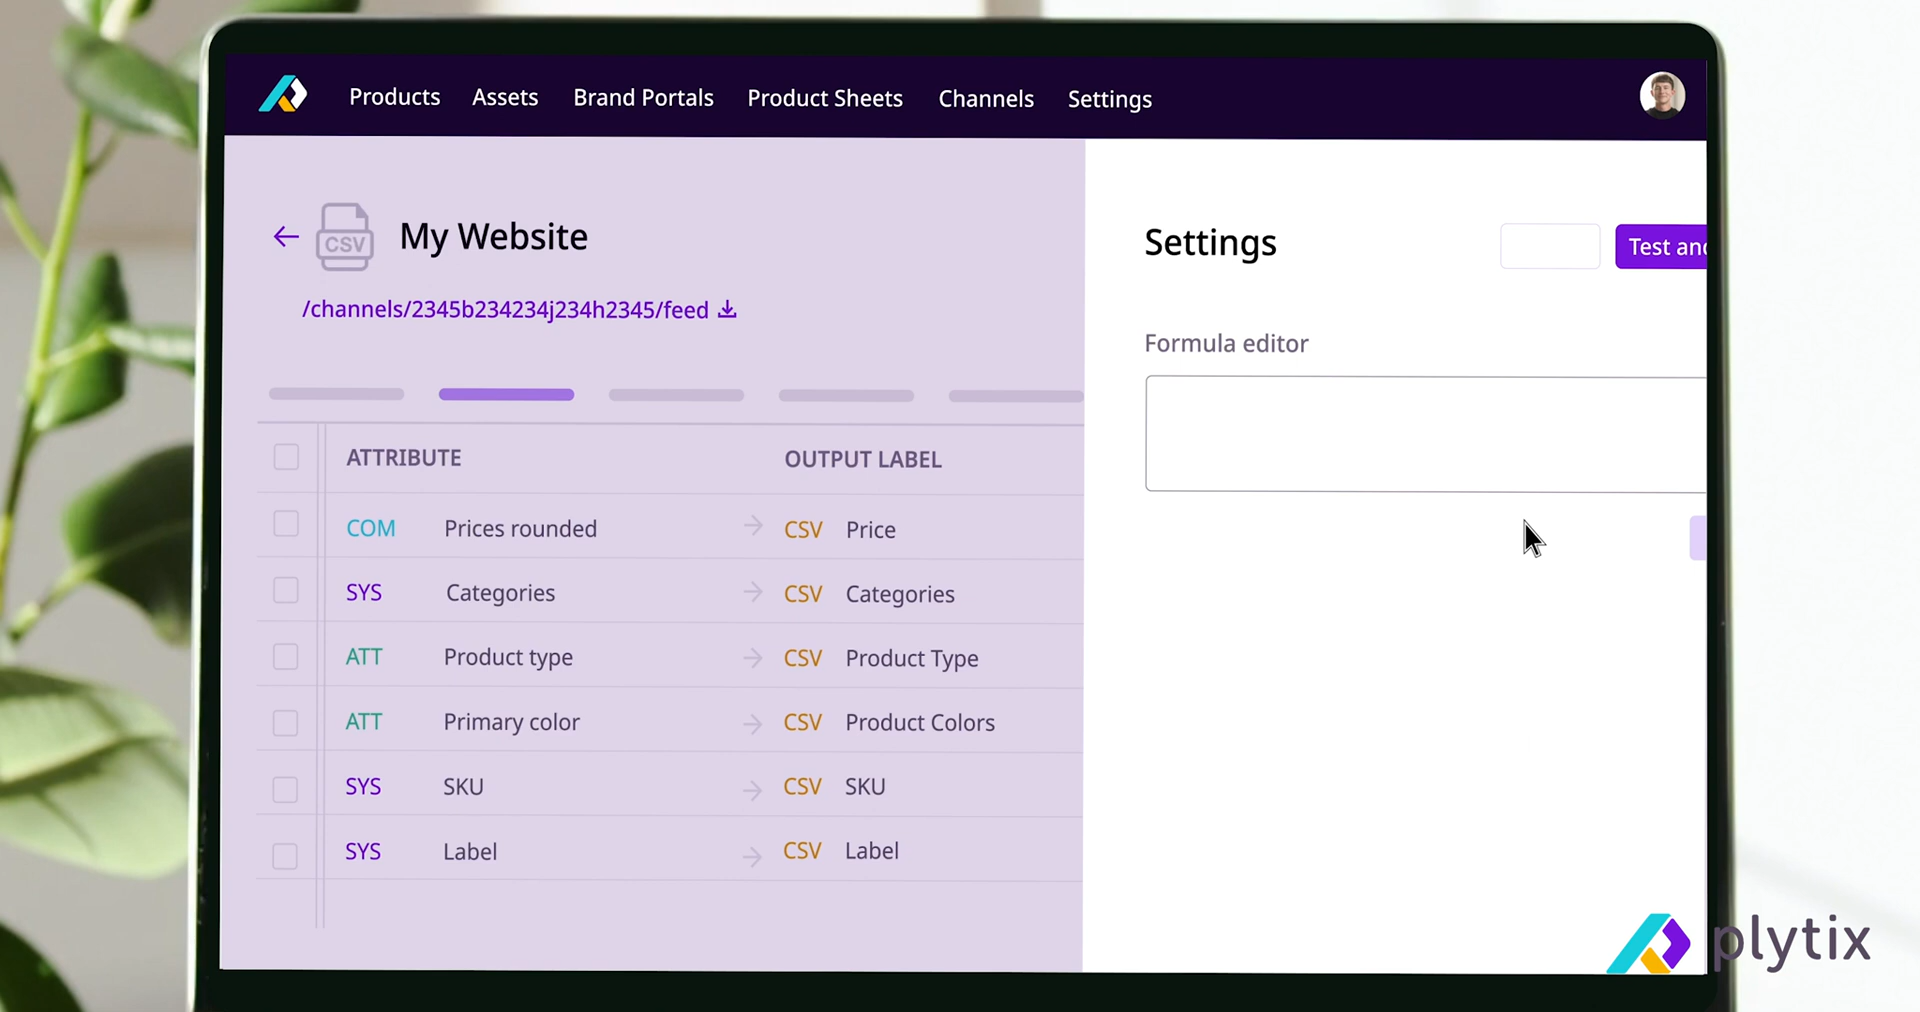 Products Assets Brand Portals Product Sheets Channels Settings
CSV My Website
/channels/2345b234234j234h2345/feed
ATTRIBUTE OUTPUT LABEL
COM Prices rounded CSV Price
SYS Categories CSV Categories
ATT Product type CSV Product Type
ATT Primary color CSV Product Colors
SYS SKU CSV SKU
SYS Label CSV Label
Settings
Test and
Formula editor
plytix